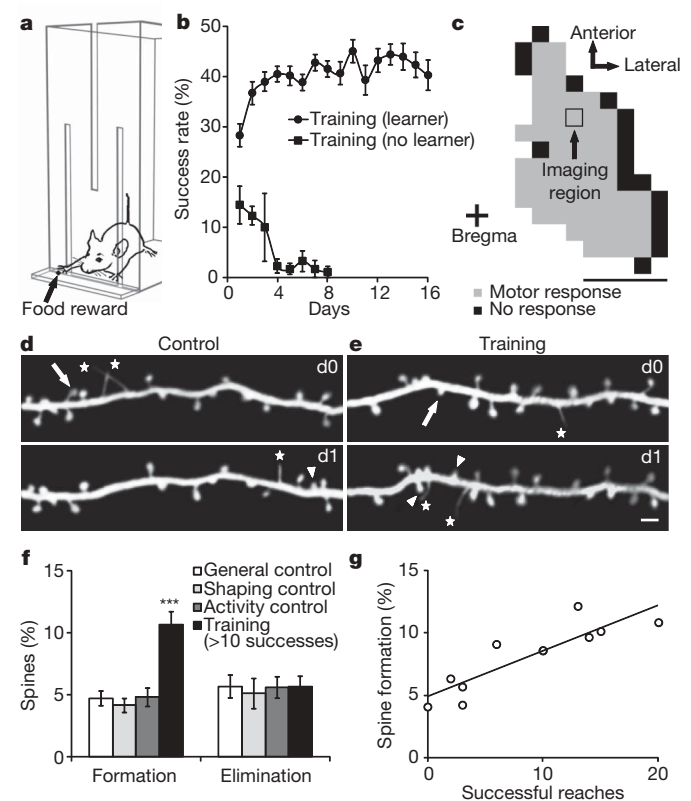 a
Food reward
b
50
40
30
20
10
0
Success rate (%)
Training (learner)
Training (no learner)
0
4
8
12
16
Days
c
Anterior
Lateral
Imaging
region
Bregma
Motor response
No response
d
Control
d0
d1
e
Training
d0
d1
f
15
10
5
0
Spines (%)
General control
Shaping control
Activity control
Training
(>10 successes)
***
Formation
Elimination
g
15
10
5
0
Spine formation (%)
0
10
20
Successful reaches